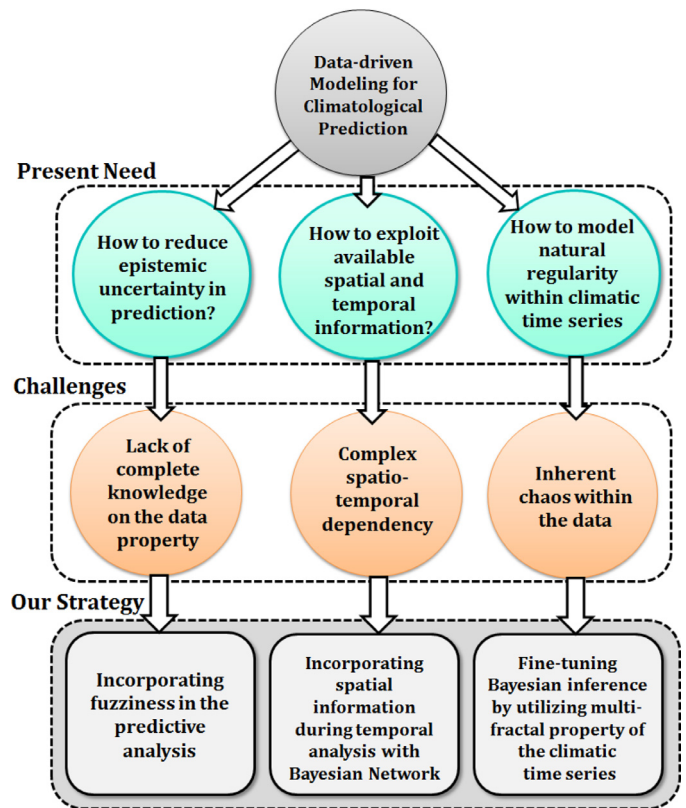 Data-driven
Modeling for
Climatological
Prediction
Present Need
How to reduce
epistemic
uncertainty in
prediction?
How to exploit
available
spatial and
temporal
information?
How to model
natural
regularity
within climatic
time series
Challenges
Lack of
complete
knowledge
on the data
property
Complex
spatio-
temporal
dependency
Inherent
chaos within
the data
Our Strategy
Incorporating
fuzziness in the
predictive
analysis
Incorporating
spatial
information
during temporal
analysis with
Bayesian Network
Fine-tuning
Bayesian inference
by utilizing multi-
fractal property of
the climatic
time series